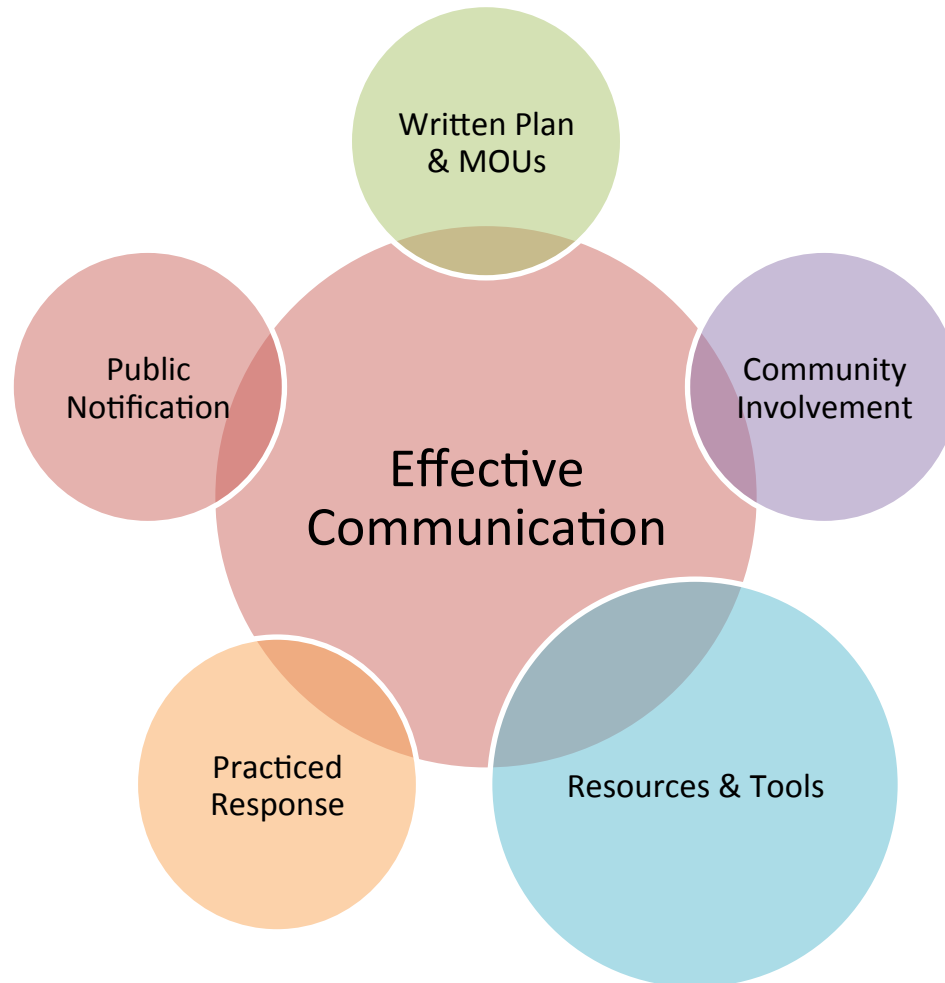 Written Plan
& MOUs
Public
Notification
Community
Involvement
Effective
Communication
Practiced
Response
Resources & Tools